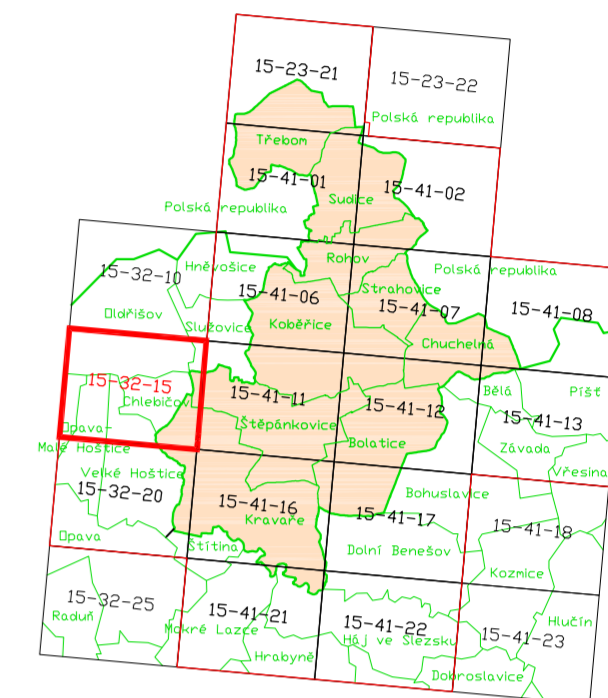 15-23-21
15-23-22
Polská republika
Třebom
15-41-01
15-41-02
Sudice
Polská republika
Rohov
Hněvošice
Polská republika
15-32-10
Strahovice
15-41-06
15-41-07
15-41-08
Oldřišov
Služovice
Kobeřice
Chuchelná
15-32-15
Chlebičov
15-41-11
15-41-12
Bělá
Píšť
15-41-13
Opava-
Malé Hoštice
Štěpánkovice
Bolatice
Závada
Velké Hoštice
Vřesina
15-32-20
15-41-16
Bohuslavice
Kravaře
15-41-17
15-41-18
Opava
Štítina
Dolní Benešov
Kozmice
15-32-25
Raduň
15-41-21
15-41-22
Hlučín
Mokré Lazce
Háj ve Slezsku
15-41-23
Hrabyně
Dobroslavice